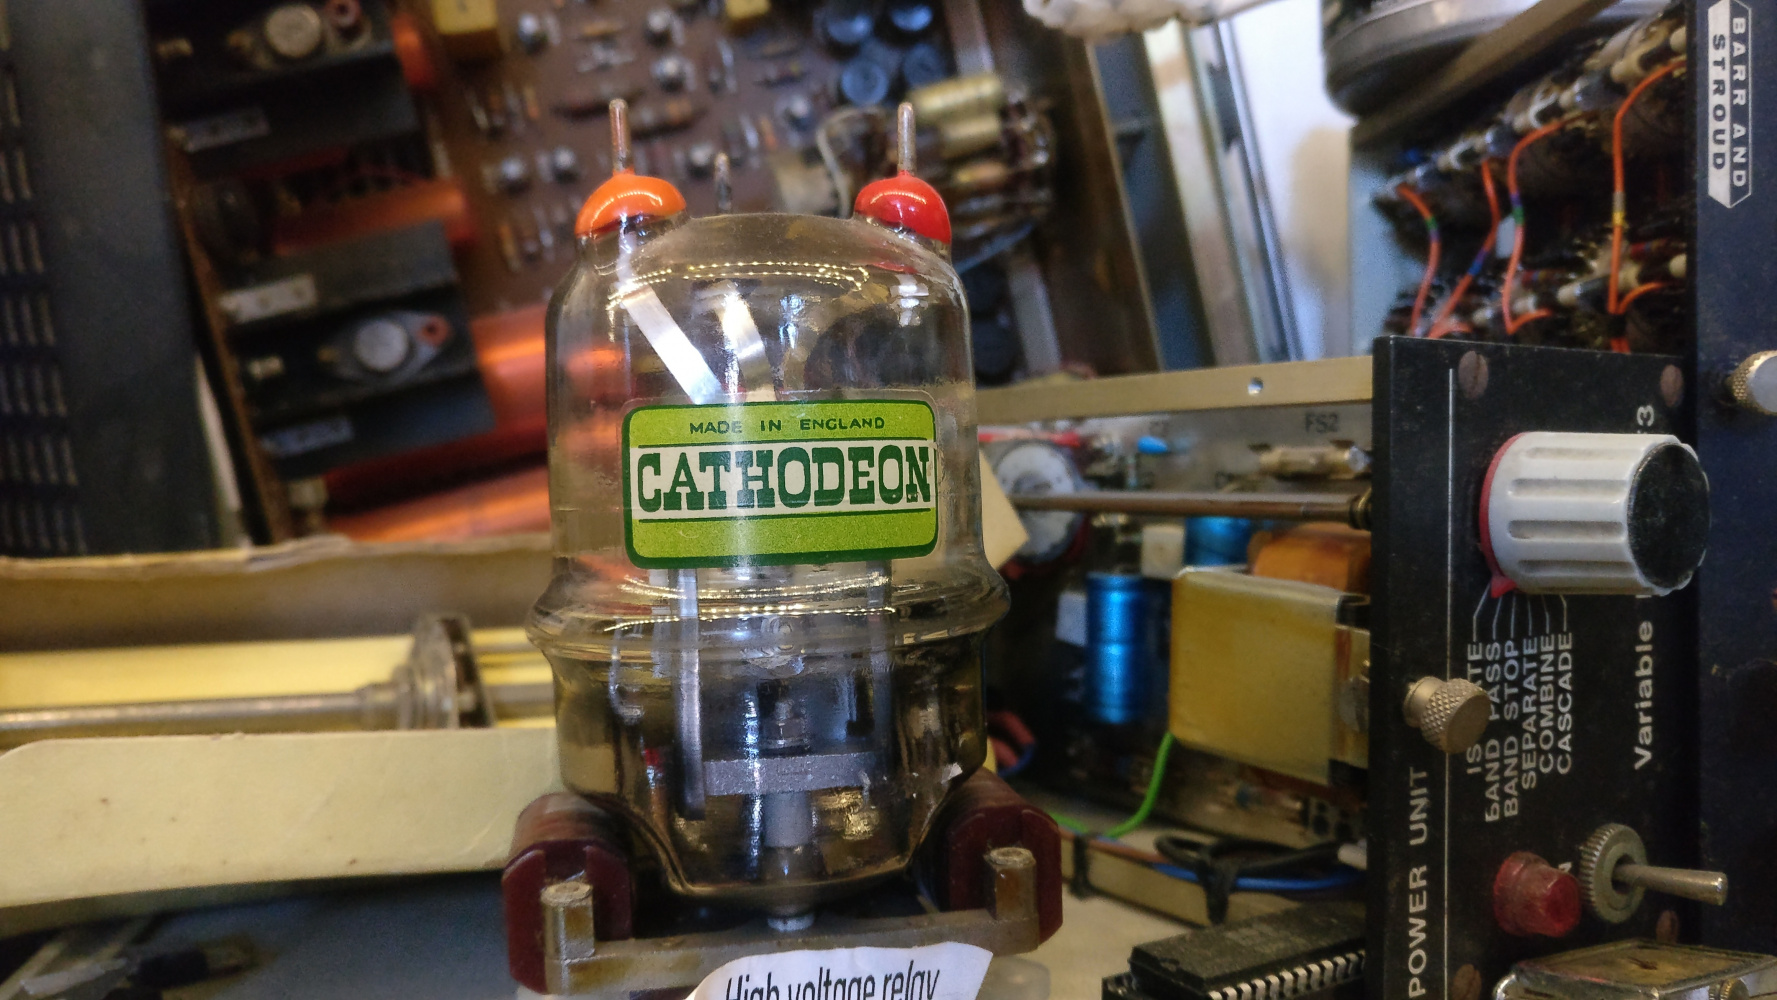 MADE IN ENGLAND
CATHODEON
High voltage relay
BARR AND
STROUD
FS2
3
BAND PASS
BAND STOP
SEPARATE
COMBINE
CASCADE
Variable
POWER UNIT